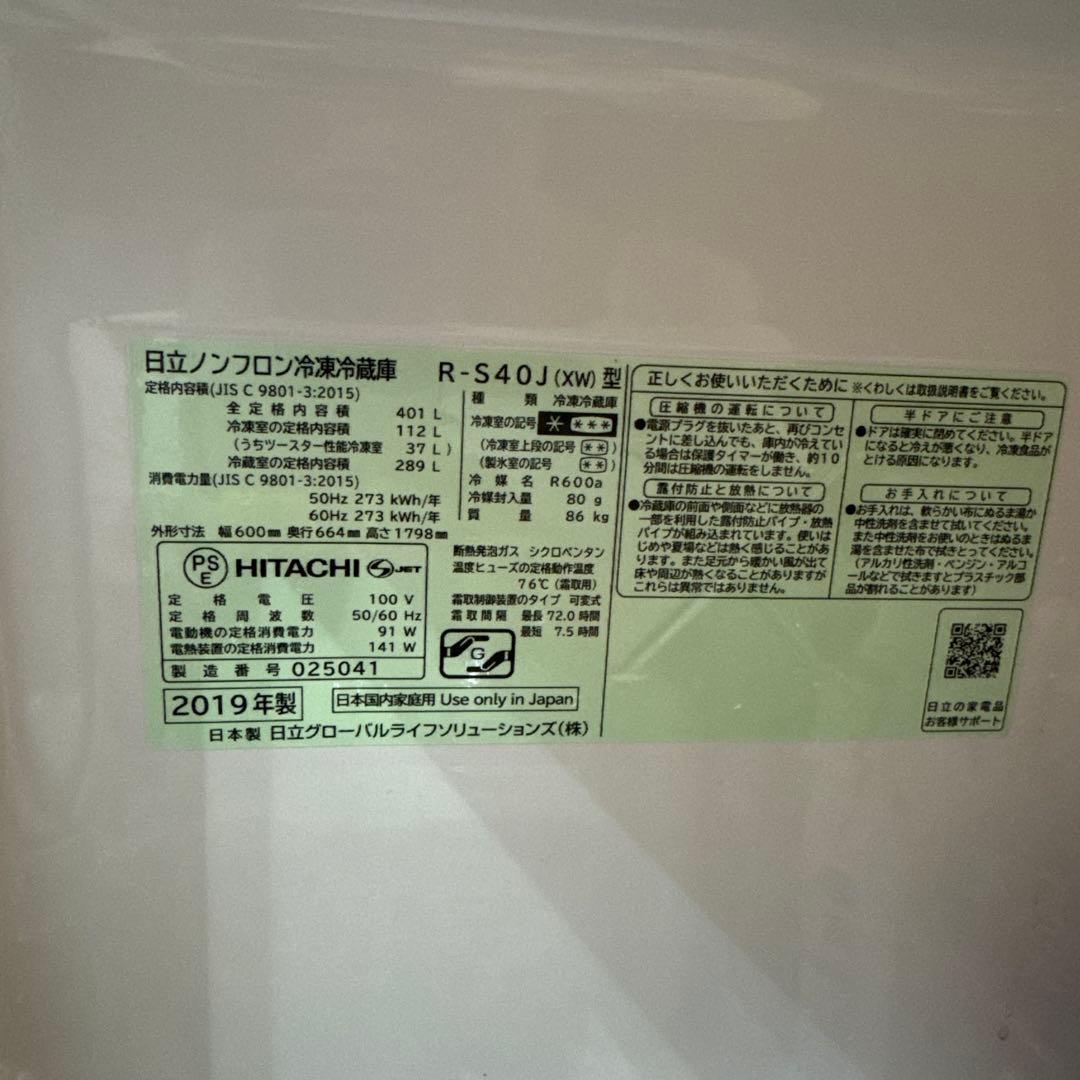 日立ノンフロン冷凍冷蔵庫 R-S40J(XW)型
定格内容積(JIS C 9801-3:2015)
全定格内容積 401 L
冷凍室の定格内容積 112 L
(うちツースター性能冷凍室 37 L)
冷蔵室の定格内容積 289 L
消費電力量(JIS C 9801-3:2015)
50Hz 273 kWh/年
60Hz 273 kWh/年
外形寸法 幅600mm 奥行664mm 高さ1798mm
種類 冷凍冷蔵庫
冷凍室の記号 * ***
(冷凍室上段の記号 **)
(製氷室の記号 **)
冷媒名 R600a
冷媒封入量 80 g
質量 86 kg
PSE HITACHI JET
定格電圧 100 V
定格周波数 50/60 Hz
電動機の定格消費電力 91 W
電熱装置の定格消費電力 141 W
製造番号 025041
断熱発泡ガス シクロペンタン
温度ヒューズの定格動作温度
76℃(霜取用)
霜取制御装置のタイプ 可変式
霜取間隔 最長 72.0 時間
最短 7.5 時間
G
2019年製
日本国内家庭用 Use only in Japan
日本製 日立グローバルライフソリューションズ(株)
正しくお使いいただくために ※くわしくは取扱説明書をご覧ください。
圧縮機の運転について
●電源プラグを抜いたあと、再びコンセ
ントに差し込んでも、庫内が冷えてい
る場合は保護タイマーが働き、約10
分間は圧縮機の運転をしません。
露付防止と放熱について
●冷蔵庫の前面や側面などに放熱器の
一部を利用した露付防止パイプ・放熱
パイプが組み込まれています。使いは
じめや夏場などは熱く感じることがあ
ります。また足元から暖かい風が出て
床や周辺が熱くなることがありますが
これらは異常ではありません。
半ドアにご注意
●ドアは確実に閉めてください。半ドア
になると冷えが悪くなり、冷凍食品が
とける原因になります。
お手入れについて
●お手入れは、軟らかい布にぬるま湯か
中性洗剤を含ませて拭いてください。
また中性洗剤をお使いのときはぬるま
湯を含ませた布で拭きとってください。
(アルカリ性洗剤・ベンジン・アルコ
ールなどで拭きますとプラスチック部
品が割れることがあります)
日立の家電品
お客様サポート